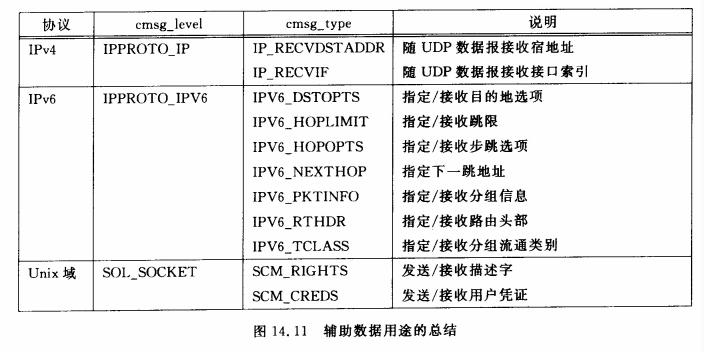 协议 cmsg_level cmsg_type 说明
IPv4 IPPROTO_IP IP_RECVDSTADDR 随 UDP 数据报接收宿地址
IP_RECVIF 随 UDP 数据报接收接口索引
IPv6 IPPROTO_IPV6 IPV6_DSTOPTS 指定/接收目的地选项
IPV6_HOPLIMIT 指定/接收跳限
IPV6_HOPOPTS 指定/接收步跳选项
IPV6_NEXTHOP 指定下一跳地址
IPV6_PKTINFO 指定/接收分组信息
IPV6_RTHDR 指定/接收路由头部
IPV6_TCLASS 指定/接收分组流通类别
Unix 域 SOL_SOCKET SCM_RIGHTS 发送/接收描述字
SCM_CREDS 发送/接收用户凭证
图 14.11 辅助数据用途的总结